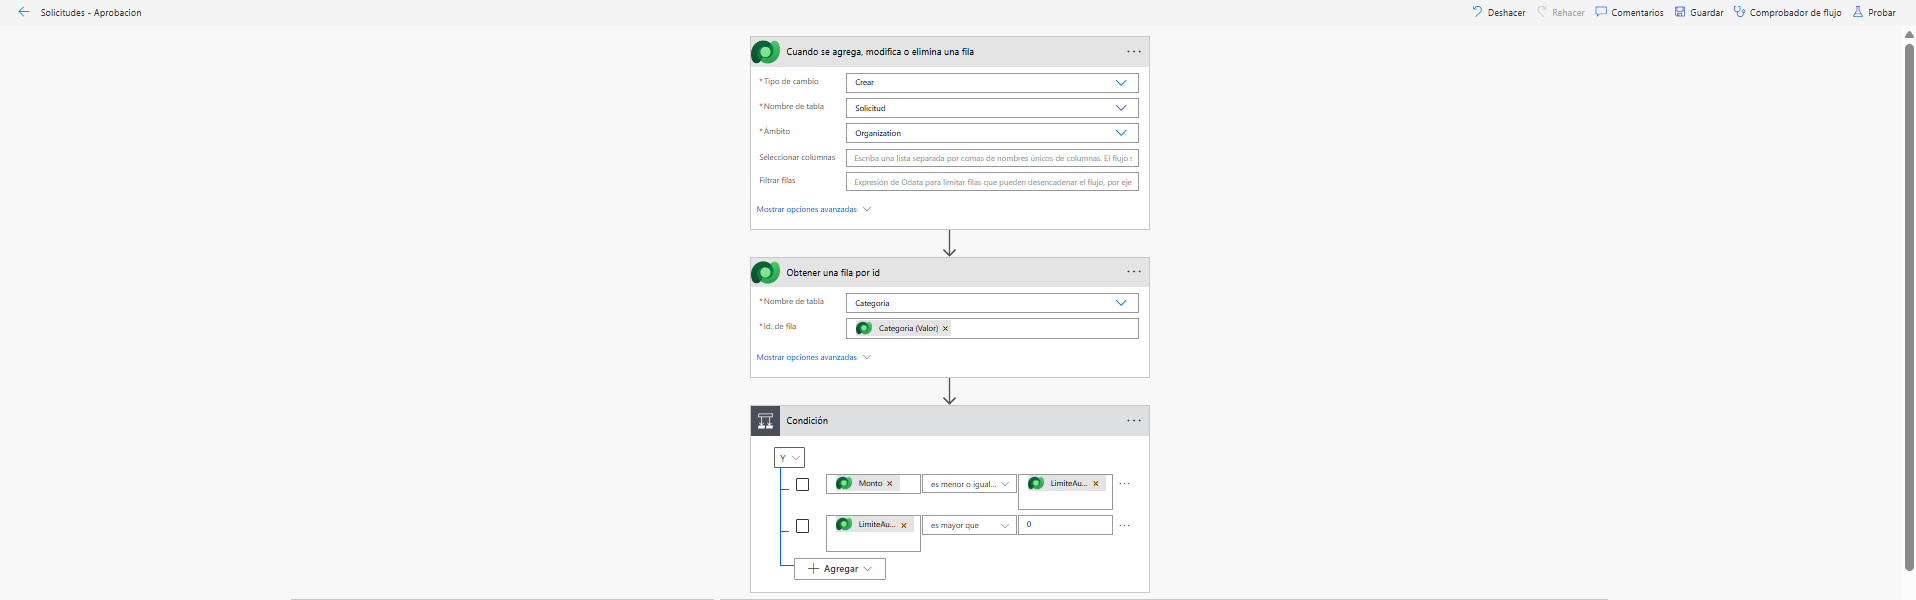 Solicitudes - Aprobacion
Deshacer Rehacer Comentarios Guardar Comprobador de flujo Probar
Cuando se agrega, modifica o elimina una fila
*Tipo de cambio Crear
*Nombre de tabla Solicitud
*Ámbito Organization
Seleccionar columnas Escriba una lista separada por comas de nombres únicos de columnas. El flujo s
Filtrar filas Expresión de Odata para limitar filas que pueden desencadenar el flujo, por eje
Mostrar opciones avanzadas
Obtener una fila por id
*Nombre de tabla Categoria
*Id. de fila Categoria (Valor) ×
Mostrar opciones avanzadas
Condición
Y
Monto × es menor o igual... LimiteAu... ×
LimiteAu... × es mayor que 0
+ Agregar